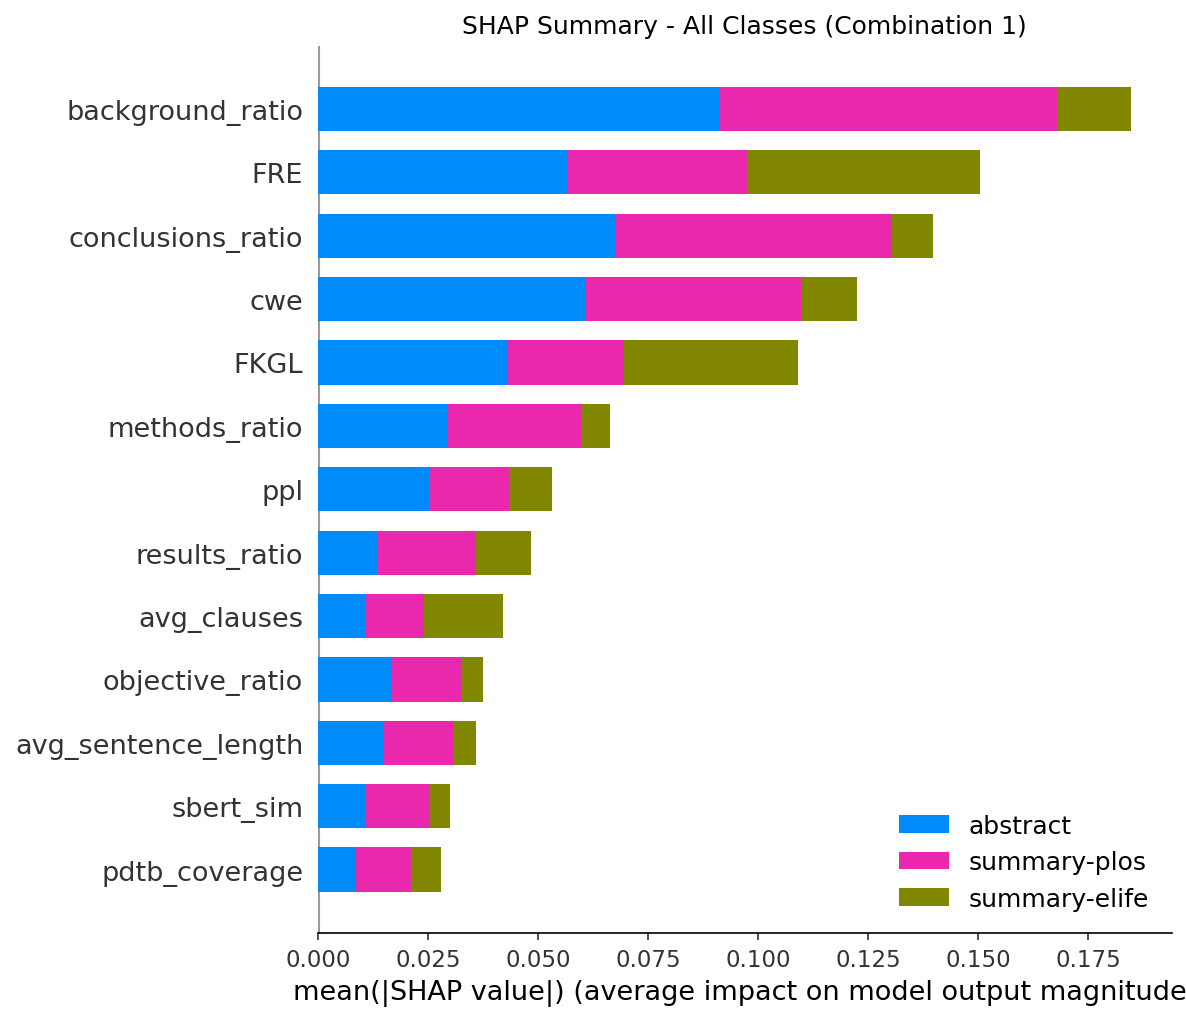 SHAP Summary - All Classes (Combination 1)
background_ratio
FRE
conclusions_ratio
cwe
FKGL
methods_ratio
ppl
results_ratio
avg_clauses
objective_ratio
avg_sentence_length
sbert_sim
pdtb_coverage
abstract
summary-plos
summary-elife
0.000 0.025 0.050 0.075 0.100 0.125 0.150 0.175
mean(|SHAP value|) (average impact on model output magnitude